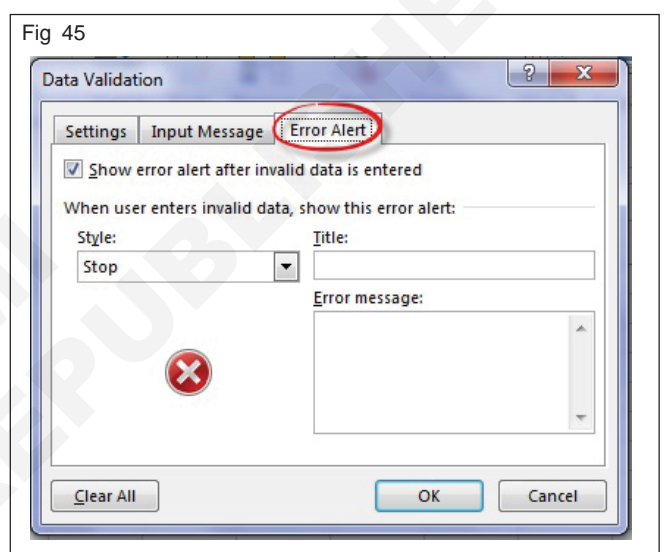 Fig 45
Data Validation
Settings Input Message Error Alert
Show error alert after invalid data is entered
When user enters invalid data, show this error alert:
Style: Title:
Stop
Error message:
Clear All OK Cancel